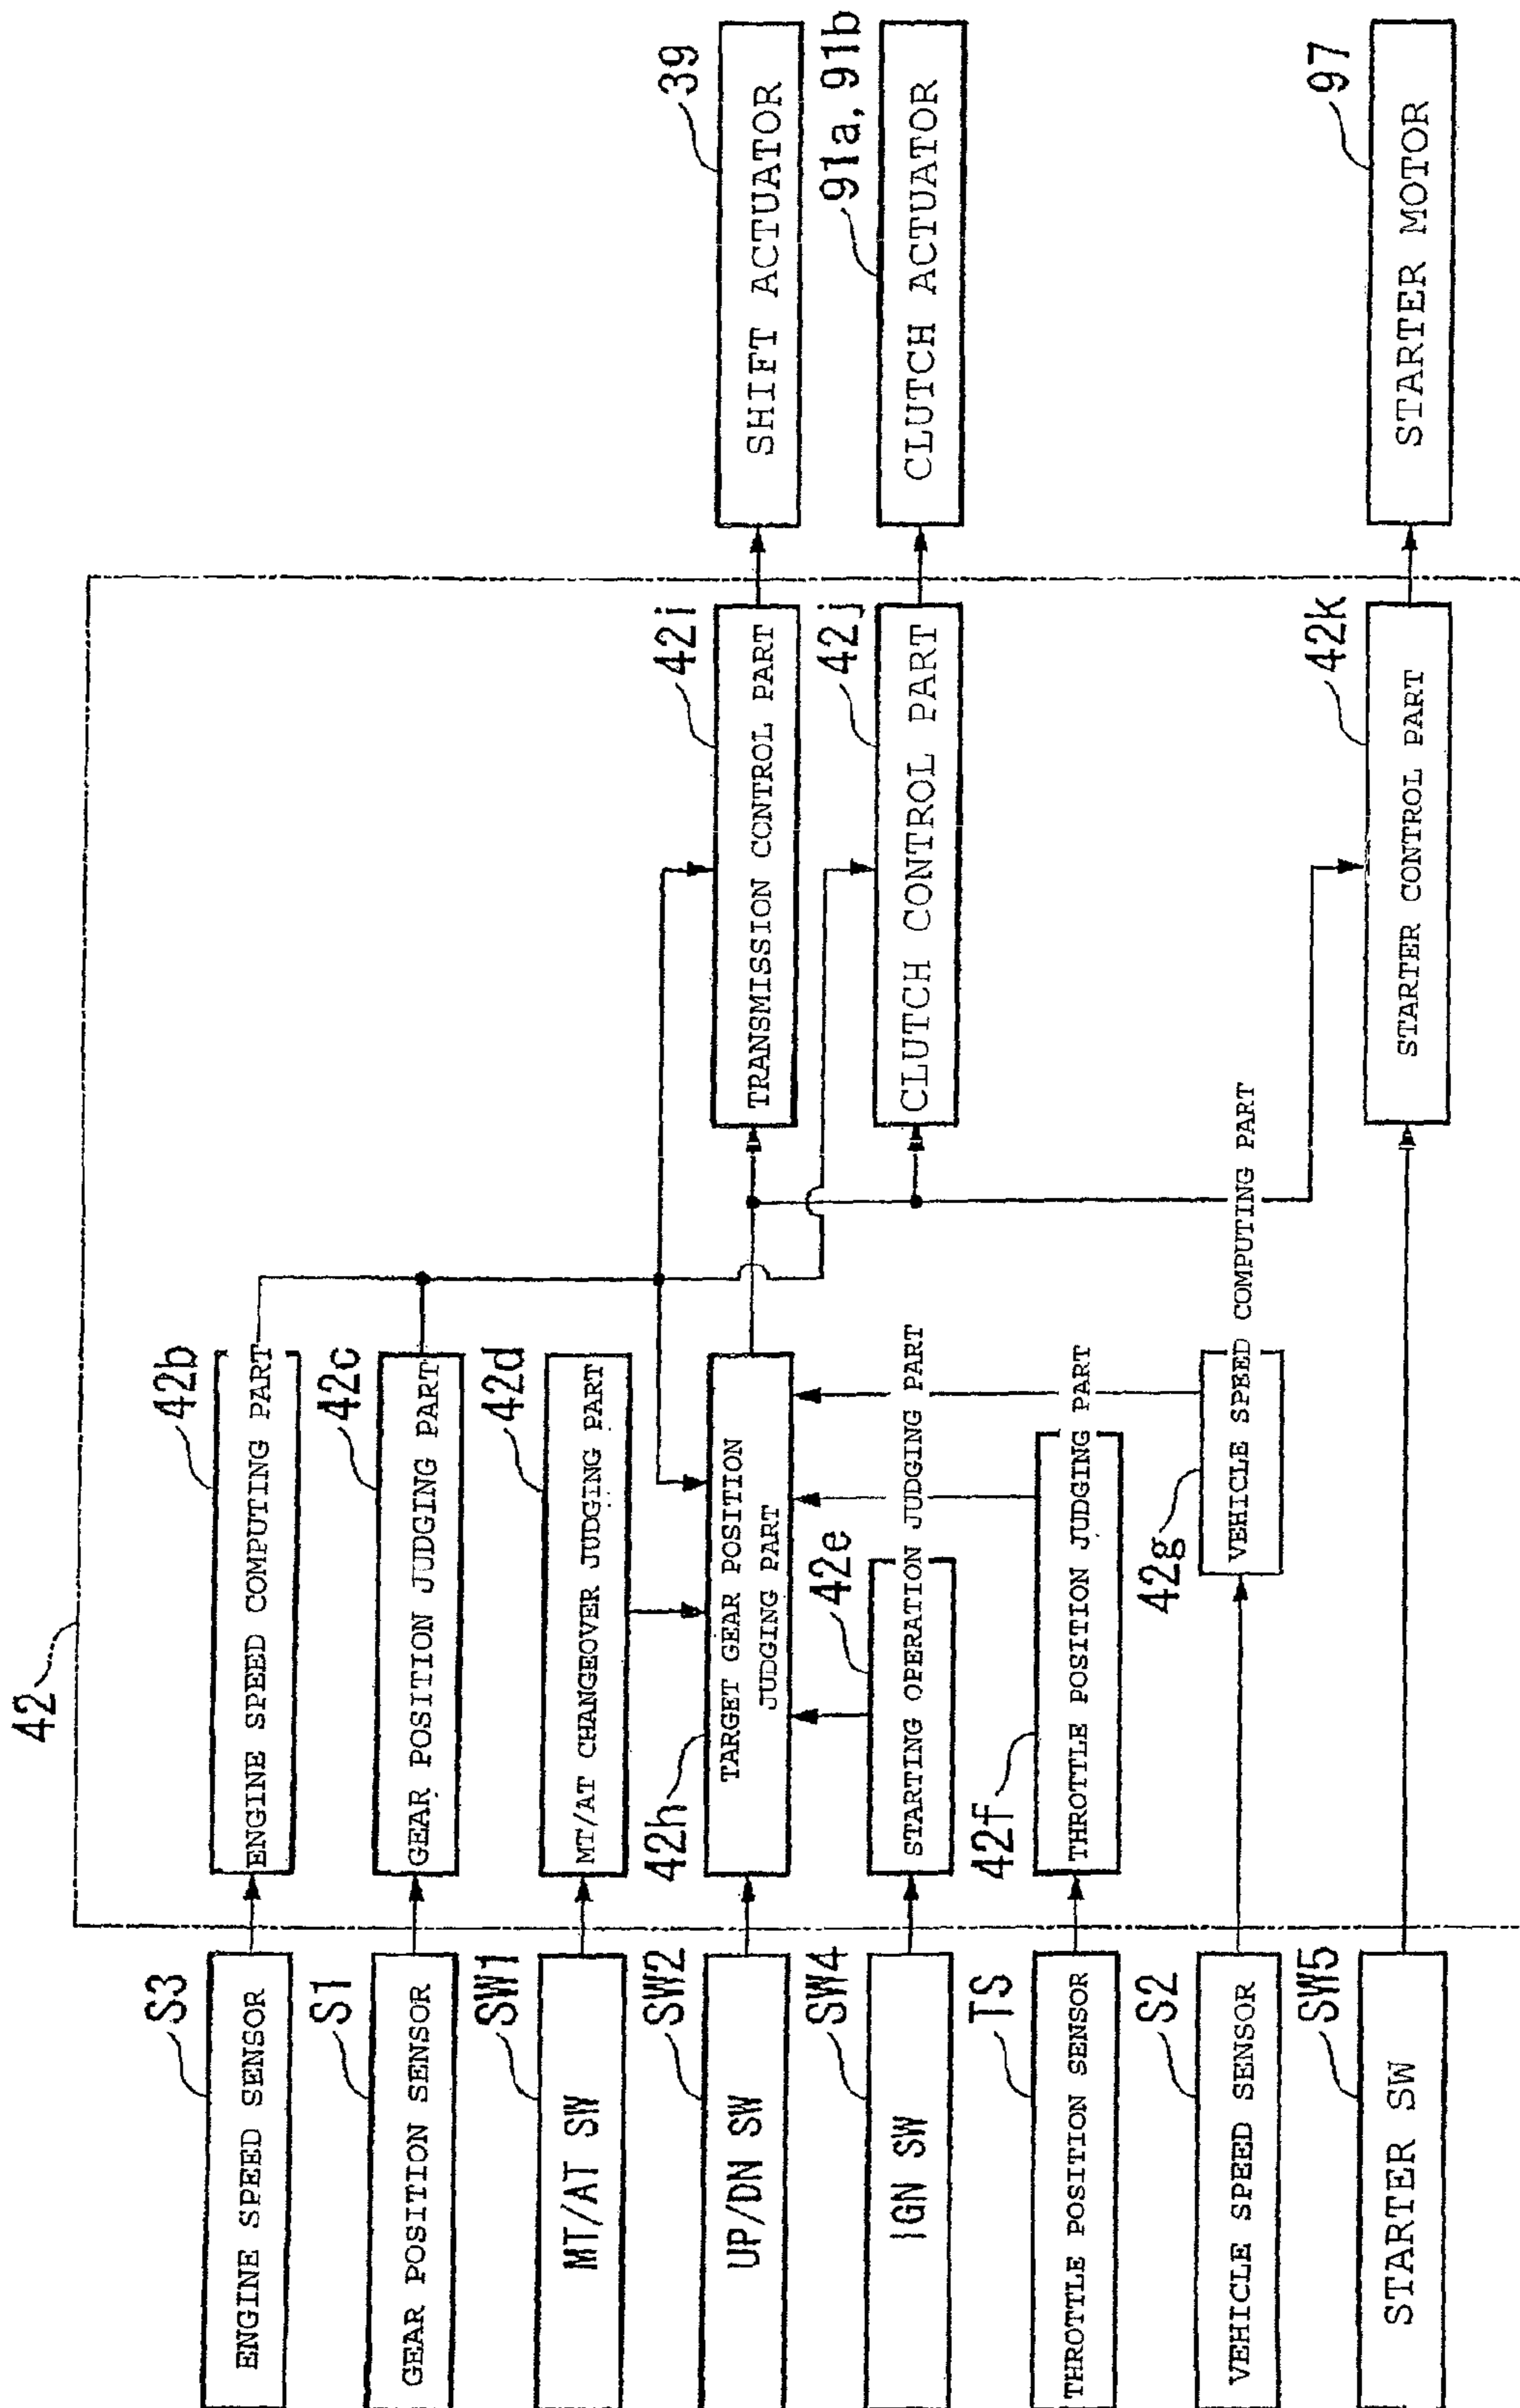 42
S3
ENGINE SPEED SENSOR
42b
ENGINE SPEED COMPUTING PART
S1
GEAR POSITION SENSOR
42c
GEAR POSITION JUDGING PART
SW1
MT/AT SW
42d
MT/AT CHANGEOVER JUDGING PART
SW2
UP/DN SW
42h
TARGET GEAR POSITION
JUDGING PART
42i
TRANSMISSION CONTROL PART
39
SHIFT ACTUATOR
SW4
IGN SW
42e
STARTING OPERATION JUDGING PART
42j
CLUTCH CONTROL PART
91a, 91b
CLUTCH ACTUATOR
TS
THROTTLE POSITION SENSOR
42f
THROTTLE POSITION JUDGING PART
S2
VEHICLE SPEED SENSOR
42g
VEHICLE SPEED COMPUTING PART
SW5
STARTER SW
42k
STARTER CONTROL PART
97
STARTER MOTOR